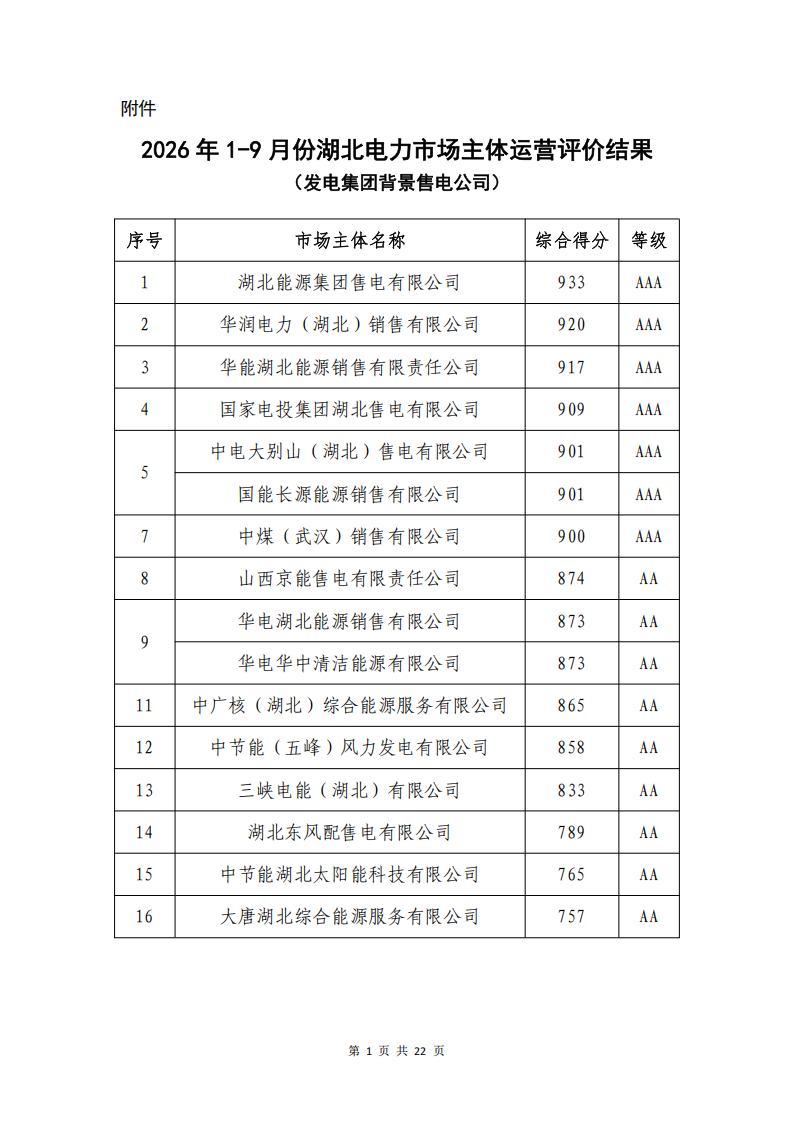 附件
2026 年 1-9 月份湖北电力市场主体运营评价结果
（发电集团背景售电公司）
序号 市场主体名称 综合得分 等级
1 湖北能源集团售电有限公司 933 AAA
2 华润电力（湖北）销售有限公司 920 AAA
3 华能湖北能源销售有限责任公司 917 AAA
4 国家电投集团湖北售电有限公司 909 AAA
5 中电大别山（湖北）售电有限公司 901 AAA
国能长源能源销售有限公司 901 AAA
7 中煤（武汉）销售有限公司 900 AAA
8 山西京能售电有限责任公司 874 AA
9 华电湖北能源销售有限公司 873 AA
华电华中清洁能源有限公司 873 AA
11 中广核（湖北）综合能源服务有限公司 865 AA
12 中节能（五峰）风力发电有限公司 858 AA
13 三峡电能（湖北）有限公司 833 AA
14 湖北东风配售电有限公司 789 AA
15 中节能湖北太阳能科技有限公司 765 AA
16 大唐湖北综合能源服务有限公司 757 AA
第 1 页 共 22 页